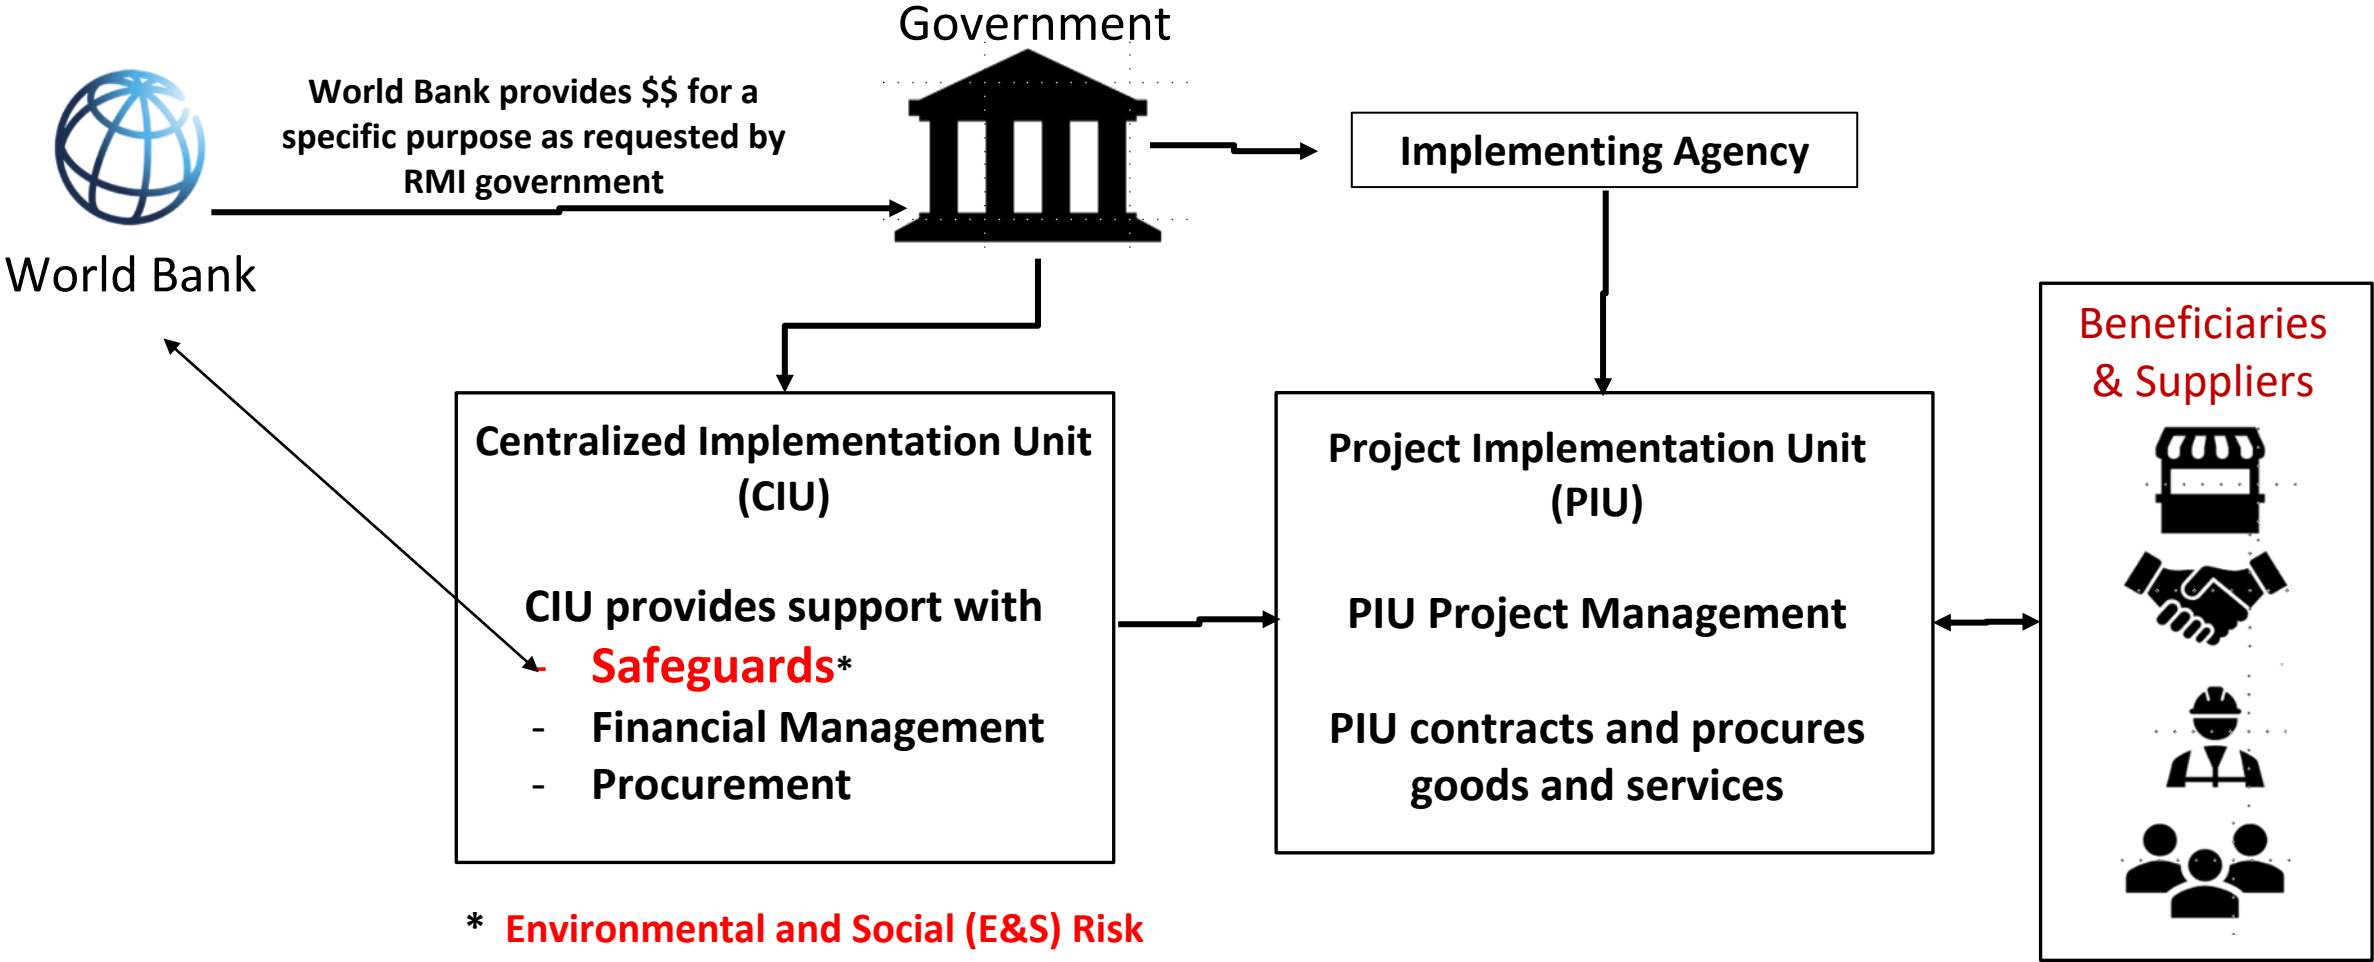 Government
World Bank provides $$ for a
specific purpose as requested by
RMI government
World Bank
Implementing Agency
Centralized Implementation Unit
(CIU)
CIU provides support with
- Safeguards*
- Financial Management
- Procurement
* Environmental and Social (E&S) Risk
Project Implementation Unit
(PIU)
PIU Project Management
PIU contracts and procures
goods and services
Beneficiaries
& Suppliers